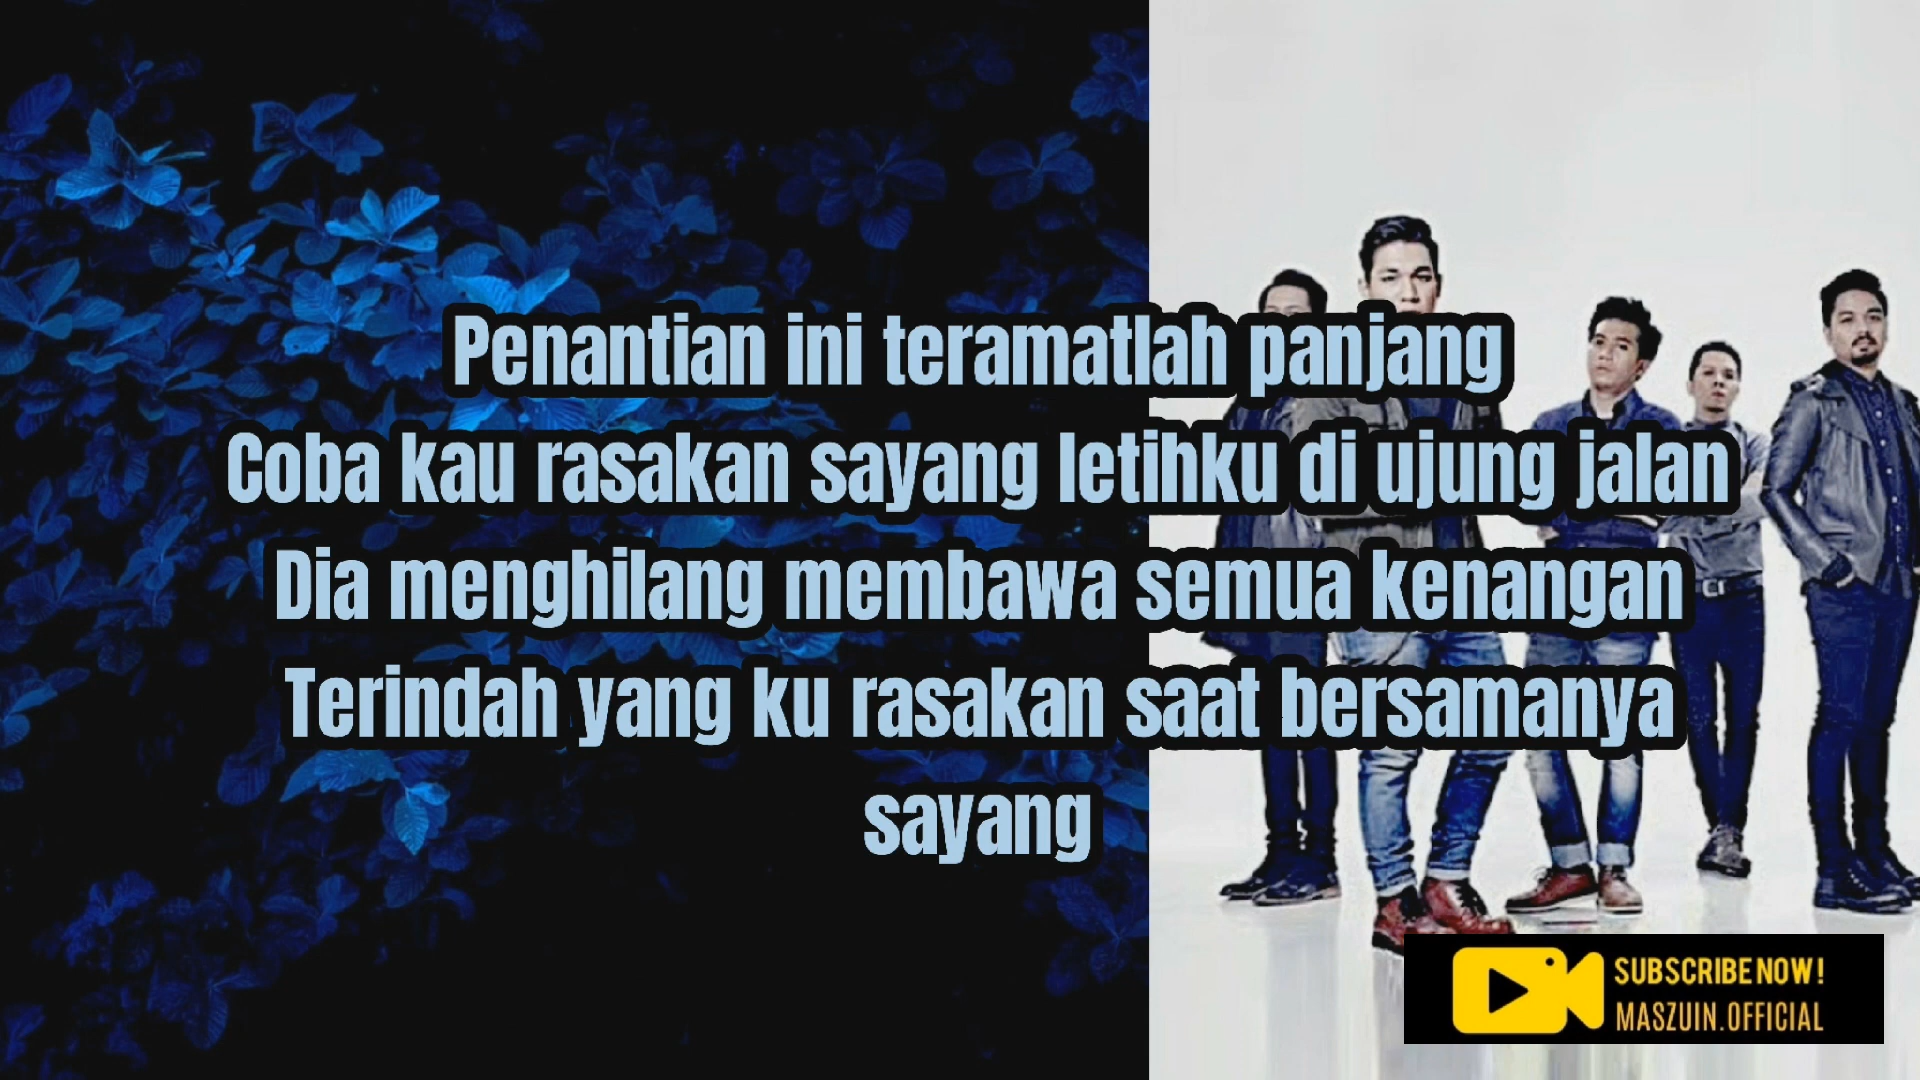 Penantian ini teramatlah panjang
Coba kau rasakan sayang letihku di ujung jalan
Dia menghilang membawa semua kenangan
Terindah yang ku rasakan saat bersamanya
sayang
SUBSCRIBE NOW!
MASZUIN.OFFICIAL